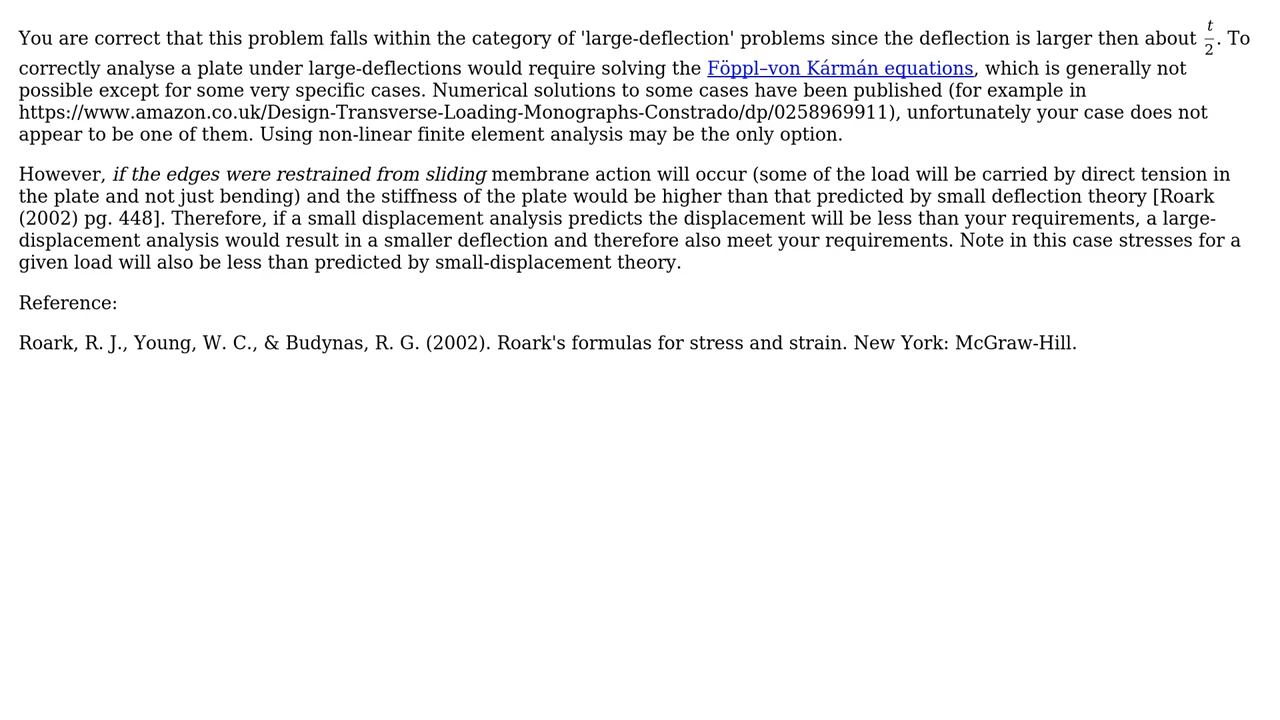 You are correct that this problem falls within the category of 'large-deflection' problems since the deflection is larger then about t/2. To
correctly analyse a plate under large-deflections would require solving the Föppl–von Kármán equations, which is generally not
possible except for some very specific cases. Numerical solutions to some cases have been published (for example in
https://www.amazon.co.uk/Design-Transverse-Loading-Monographs-Constrado/dp/0258969911), unfortunately your case does not
appear to be one of them. Using non-linear finite element analysis may be the only option.
However, if the edges were restrained from sliding membrane action will occur (some of the load will be carried by direct tension in
the plate and not just bending) and the stiffness of the plate would be higher than that predicted by small deflection theory [Roark
(2002) pg. 448]. Therefore, if a small displacement analysis predicts the displacement will be less than your requirements, a large-
displacement analysis would result in a smaller deflection and therefore also meet your requirements. Note in this case stresses for a
given load will also be less than predicted by small-displacement theory.
Reference:
Roark, R. J., Young, W. C., & Budynas, R. G. (2002). Roark's formulas for stress and strain. New York: McGraw-Hill.